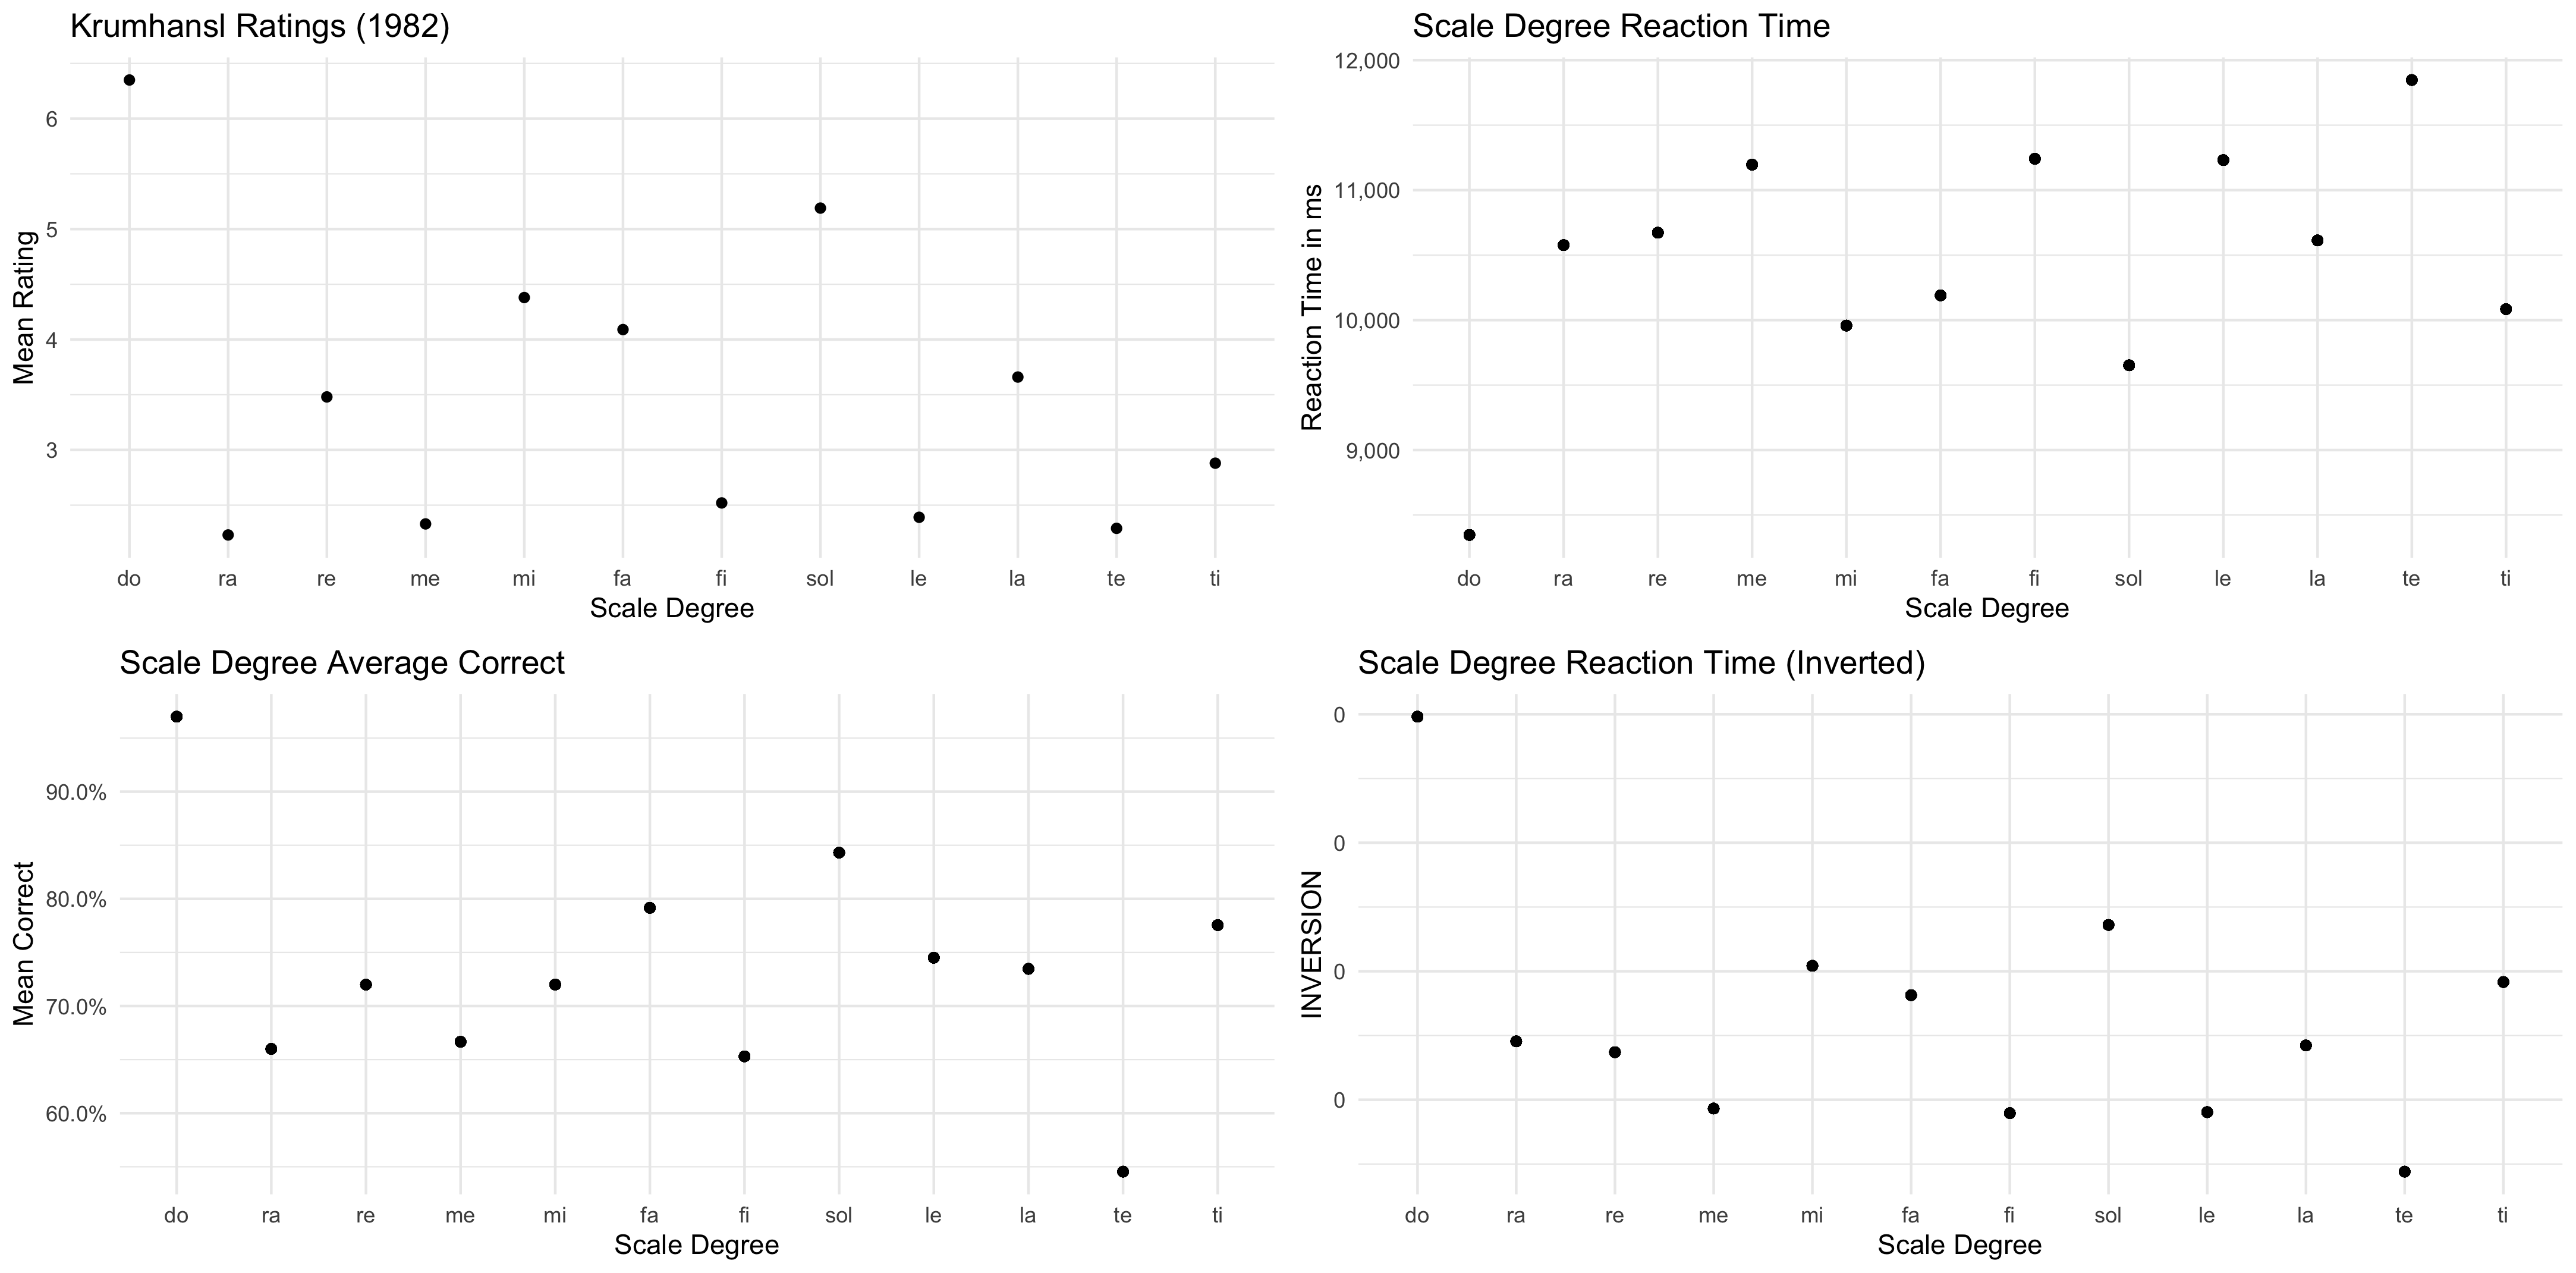 Krumhansl Ratings (1982)
Mean Rating
6
5
4
3
do ra re me mi fa fi sol le la te ti
Scale Degree
Scale Degree Reaction Time
Reaction Time in ms
12,000
11,000
10,000
9,000
do ra re me mi fa fi sol le la te ti
Scale Degree
Scale Degree Average Correct
Mean Correct
90.0%
80.0%
70.0%
60.0%
do ra re me mi fa fi sol le la te ti
Scale Degree
Scale Degree Reaction Time (Inverted)
INVERSION
0
0
0
0
do ra re me mi fa fi sol le la te ti
Scale Degree